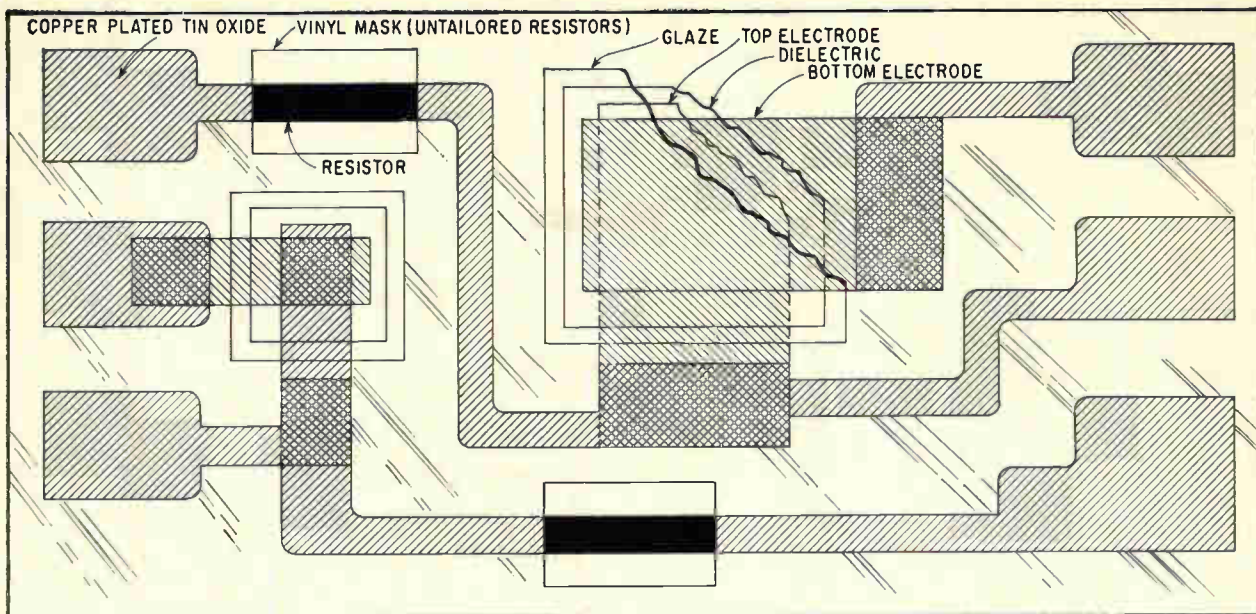 COPPER PLATED TIN OXIDE
VINYL MASK (UNTAILORED RESISTORS)
GLAZE
TOP ELECTRODE
DIELECTRIC
BOTTOM ELECTRODE
RESISTOR